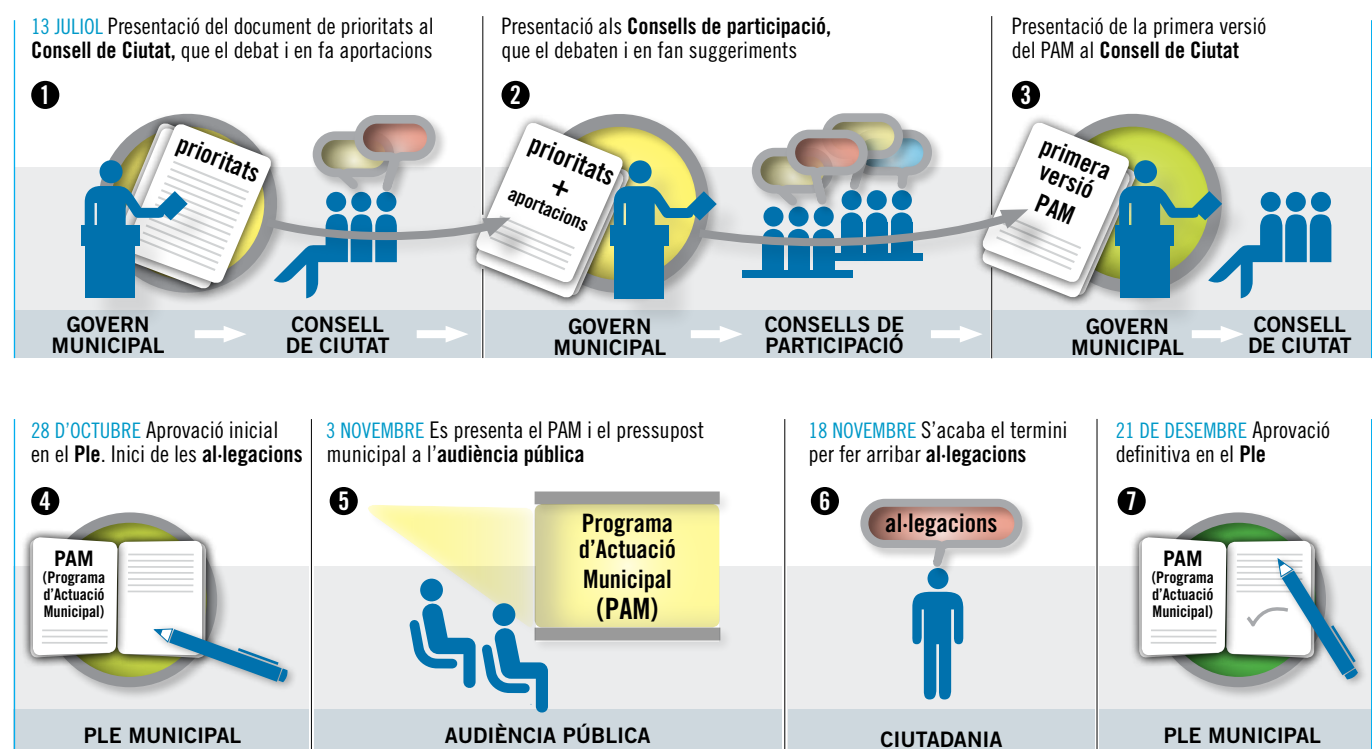 13 JULIOL Presentació del document de prioritats al
Consell de Ciutat, que el debat i en fa aportacions
1
prioritats
GOVERN
MUNICIPAL
CONSELL
DE CIUTAT
Presentació als Consells de participació,
que el debaten i en fan suggeriments
2
prioritats
+
aportacions
GOVERN
MUNICIPAL
CONSELLS DE
PARTICIPACIÓ
Presentació de la primera versió
del PAM al Consell de Ciutat
3
primera
versió
PAM
GOVERN
MUNICIPAL
CONSELL
DE CIUTAT
28 D'OCTUBRE Aprovació inicial
en el Ple. Inici de les al·legacions
4
PAM
(Programa
d'Actuació
Municipal)
PLE MUNICIPAL
3 NOVEMBRE Es presenta el PAM i el pressupost
municipal a l'audiència pública
5
Programa
d'Actuació
Municipal
(PAM)
AUDIÈNCIA PÚBLICA
18 NOVEMBRE S'acaba el termini
per fer arribar al·legacions
6
al·legacions
CIUTADANIA
21 DE DESEMBRE Aprovació
definitiva en el Ple
7
PAM
(Programa
d'Actuació
Municipal)
PLE MUNICIPAL